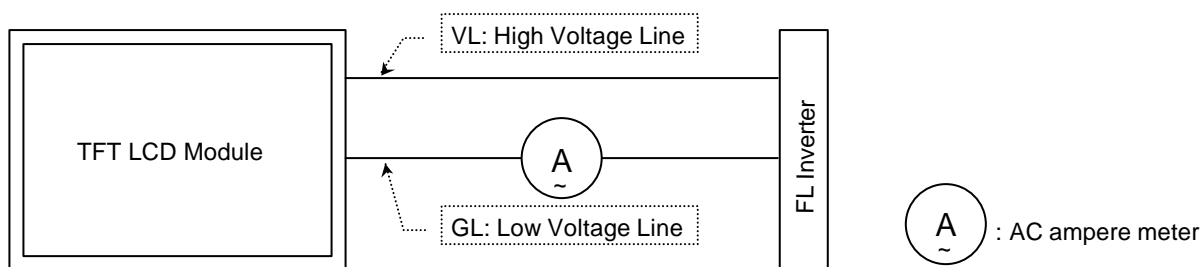 VL: High Voltage Line
TFT LCD Module
A
~
GL: Low Voltage Line
FL Inverter
A
~
: AC ampere meter